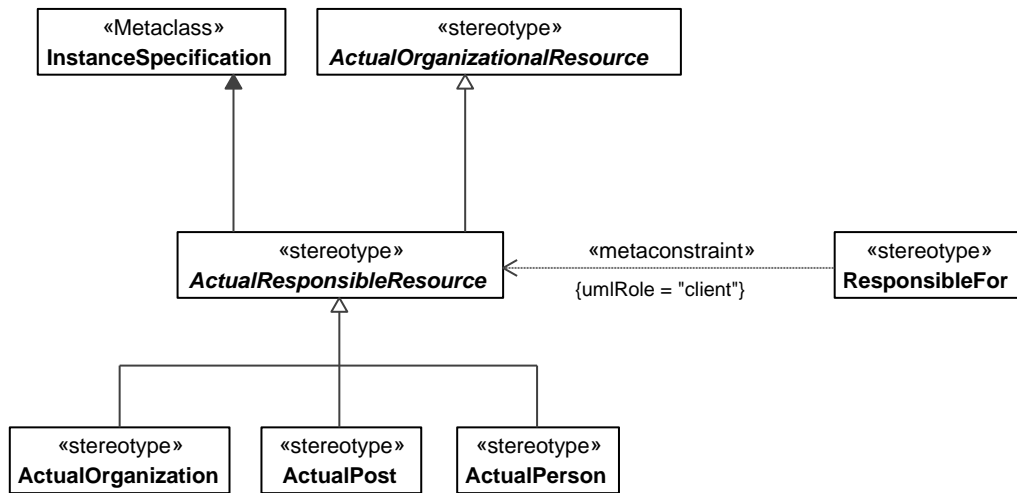 «Metaclass»
InstanceSpecification
«stereotype»
ActualOrganizationalResource
«stereotype»
ActualResponsibleResource
«metaconstraint»
{umlRole = "client"}
«stereotype»
ResponsibleFor
«stereotype»
ActualOrganization
«stereotype»
ActualPost
«stereotype»
ActualPerson